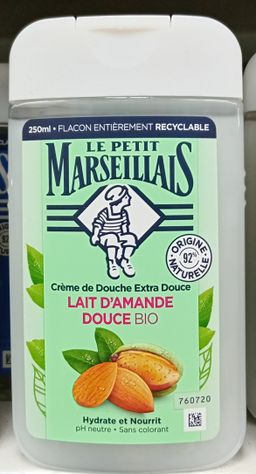 250ml • FLACON ENTIÈREMENT RECYCLABLE
LE PETIT
MARSEILLAIS
ORIGINE
92%
NATURELLE
Crème de Douche Extra Douce
LAIT D'AMANDE
DOUCE BIO
760720
Hydrate et Nourrit
pH neutre • Sans colorant